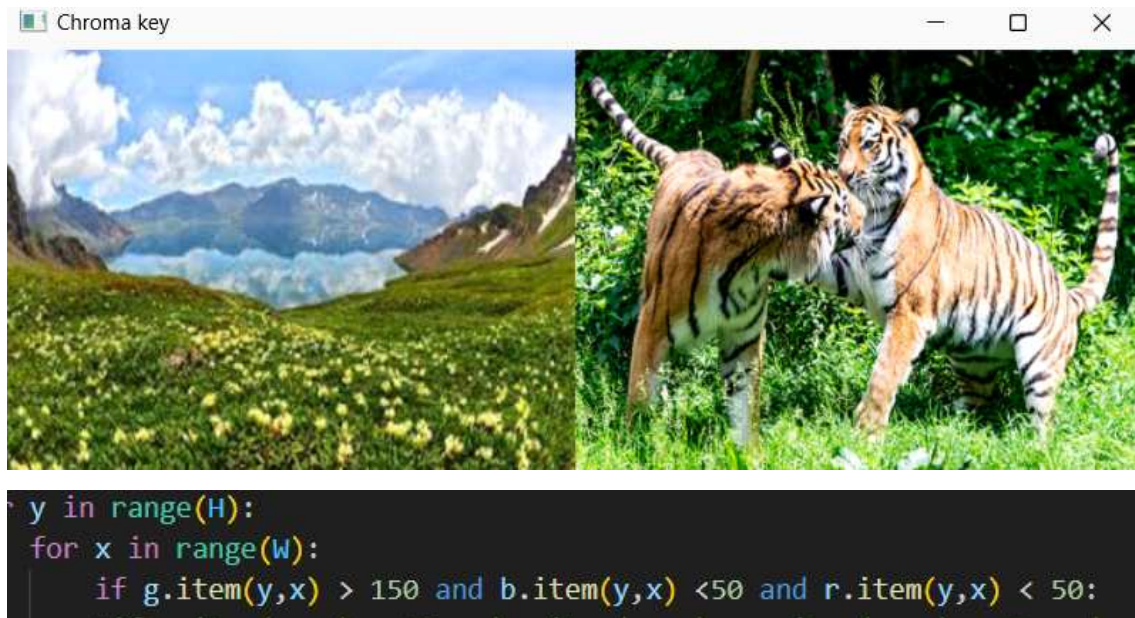 Chroma key
y in range(H):
for x in range(W):
if g.item(y,x) > 150 and b.item(y,x) <50 and r.item(y,x) < 50: